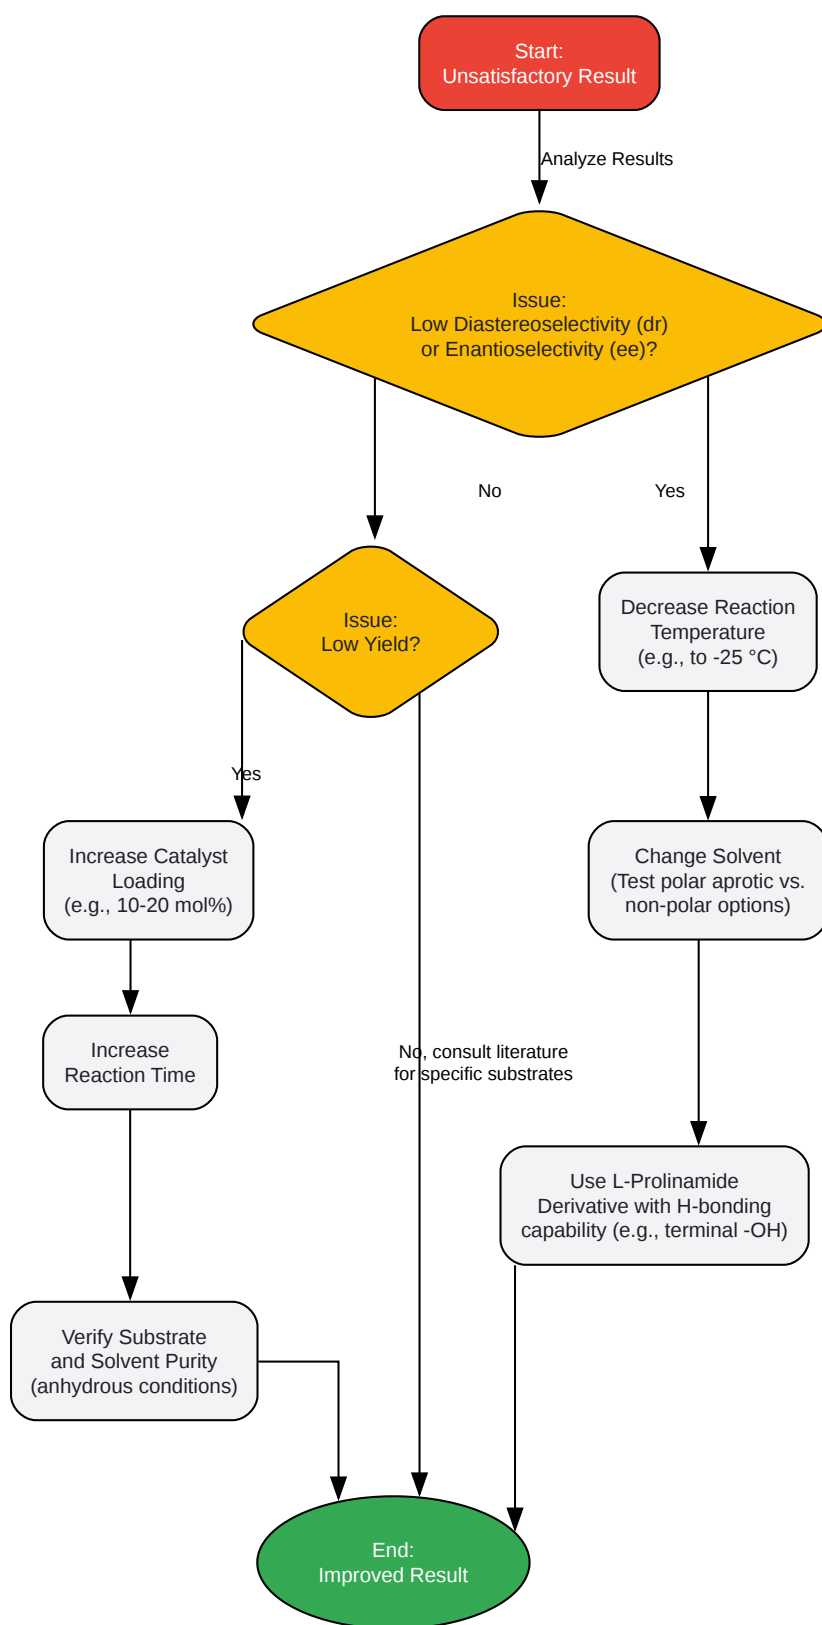 Start:
Unsatisfactory Result
Analyze Results
Issue:
Low Diastereoselectivity (dr)
or Enantioselectivity (ee)?
No
Yes
Issue:
Low Yield?
Decrease Reaction
Temperature
(e.g., to -25 °C)
Yes
Increase Catalyst
Loading
(e.g., 10-20 mol%)
Change Solvent
(Test polar aprotic vs.
non-polar options)
Increase
Reaction Time
No, consult literature
for specific substrates
Use L-Prolinamide
Derivative with H-bonding
capability (e.g., terminal -OH)
Verify Substrate
and Solvent Purity
(anhydrous conditions)
End:
Improved Result